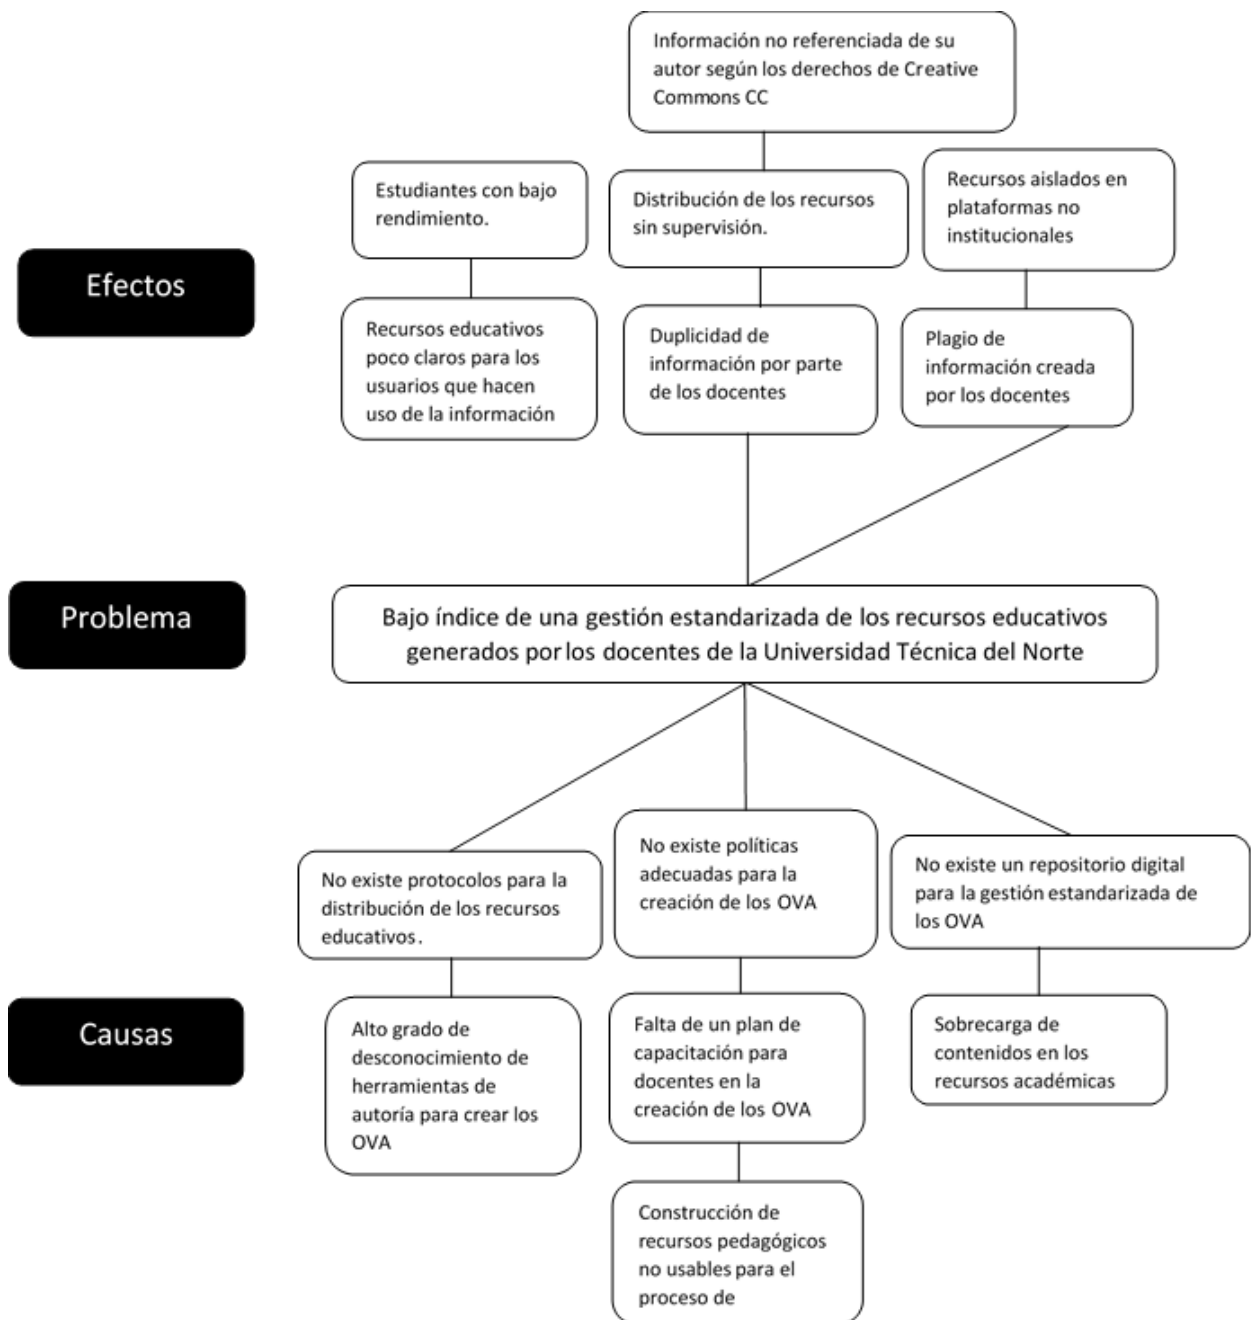 Información no referenciada de su
autor según los derechos de Creative
Commons CC
Estudiantes con bajo
rendimiento.
Distribución de los recursos
sin supervisión.
Recursos aislados en
plataformas no
institucionales
Efectos
Recursos educativos
poco claros para los
usuarios que hacen
uso de la información
Duplicidad de
información por parte
de los docentes
Plagio de
información creada
por los docentes
Problema
Bajo índice de una gestión estandarizada de los recursos educativos
generados por los docentes de la Universidad Técnica del Norte
No existe protocolos para la
distribución de los recursos
educativos.
No existe políticas
adecuadas para la
creación de los OVA
No existe un repositorio digital
para la gestión estandarizada de
los OVA
Causas
Alto grado de
desconocimiento de
herramientas de
autoría para crear los
OVA
Falta de un plan de
capacitación para
docentes en la
creación de los OVA
Sobrecarga de
contenidos en los
recursos académicas
Construcción de
recursos pedagógicos
no usables para el
proceso de